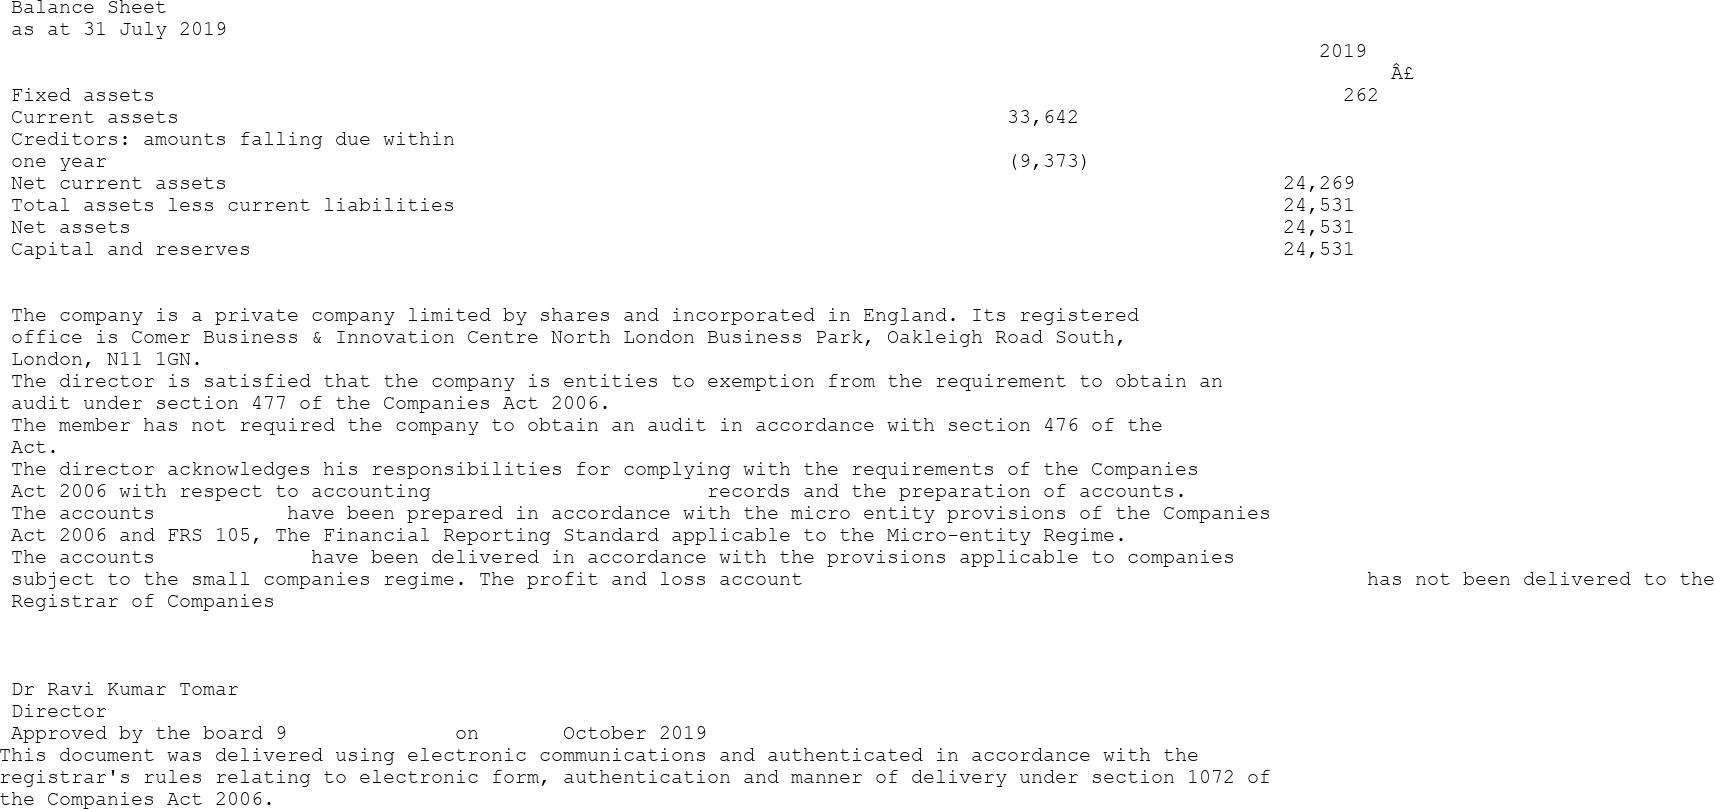 Balance Sheet
as at 31 July 2019
2019
Â£
Fixed assets 262
Current assets 33,642
Creditors: amounts falling due within
one year (9,373)
Net current assets 24,269
Total assets less current liabilities 24,531
Net assets 24,531
Capital and reserves 24,531
The company is a private company limited by shares and incorporated in England. Its registered
office is Comer Business & Innovation Centre North London Business Park, Oakleigh Road South,
London, N11 1GN.
The director is satisfied that the company is entities to exemption from the requirement to obtain an
audit under section 477 of the Companies Act 2006.
The member has not required the company to obtain an audit in accordance with section 476 of the
Act.
The director acknowledges his responsibilities for complying with the requirements of the Companies
Act 2006 with respect to accounting records and the preparation of accounts.
The accounts have been prepared in accordance with the micro entity provisions of the Companies
Act 2006 and FRS 105, The Financial Reporting Standard applicable to the Micro-entity Regime.
The accounts have been delivered in accordance with the provisions applicable to companies
subject to the small companies regime. The profit and loss account has not been delivered to the
Registrar of Companies
Dr Ravi Kumar Tomar
Director
Approved by the board 9 on October 2019
This document was delivered using electronic communications and authenticated in accordance with the
registrar's rules relating to electronic form, authentication and manner of delivery under section 1072 of
the Companies Act 2006.